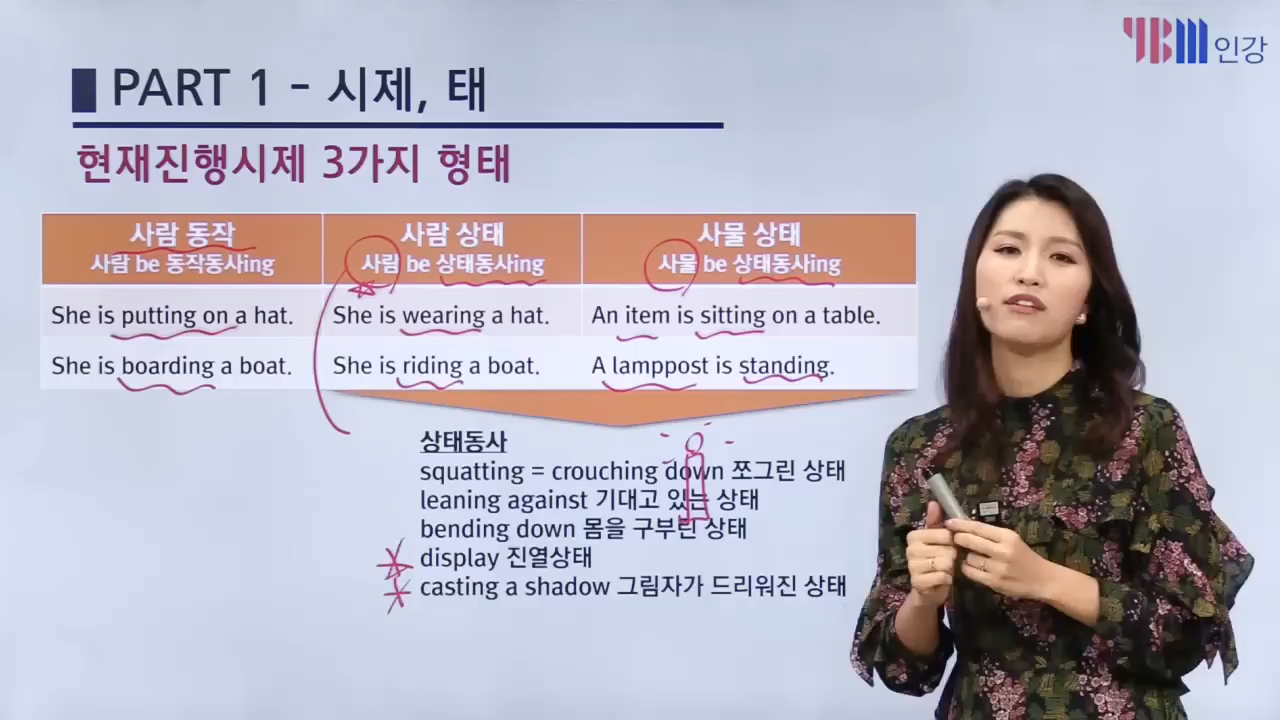 YBM 인강
PART 1 - 시제, 태
현재진행시제 3가지 형태
사람 동작
사람 be 동작동사ing
사람 상태
사람 be 상태동사ing
사물 상태
사물 be 상태동사ing
She is putting on a hat.
She is wearing a hat.
An item is sitting on a table.
She is boarding a boat.
She is riding a boat.
A lamppost is standing.
상태동사
squatting = crouching down 쪼그린 상태
leaning against 기대고 있는 상태
bending down 몸을 구부린 상태
display 진열상태
casting a shadow 그림자가 드리워진 상태